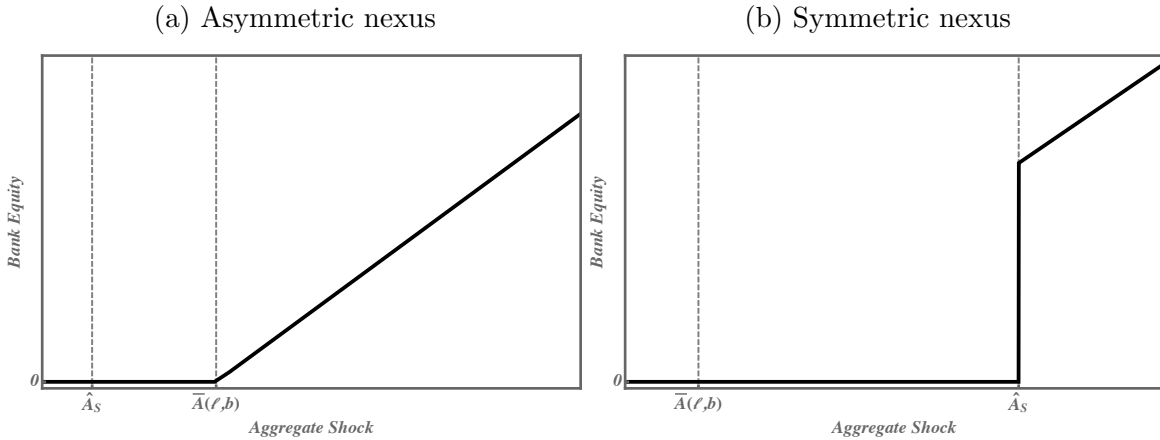 (a) Asymmetric nexus
Bank Equity
0
Â_S
A̅(ℓ,b)
Aggregate Shock
(b) Symmetric nexus
Bank Equity
0
A̅(ℓ,b)
Â_S
Aggregate Shock